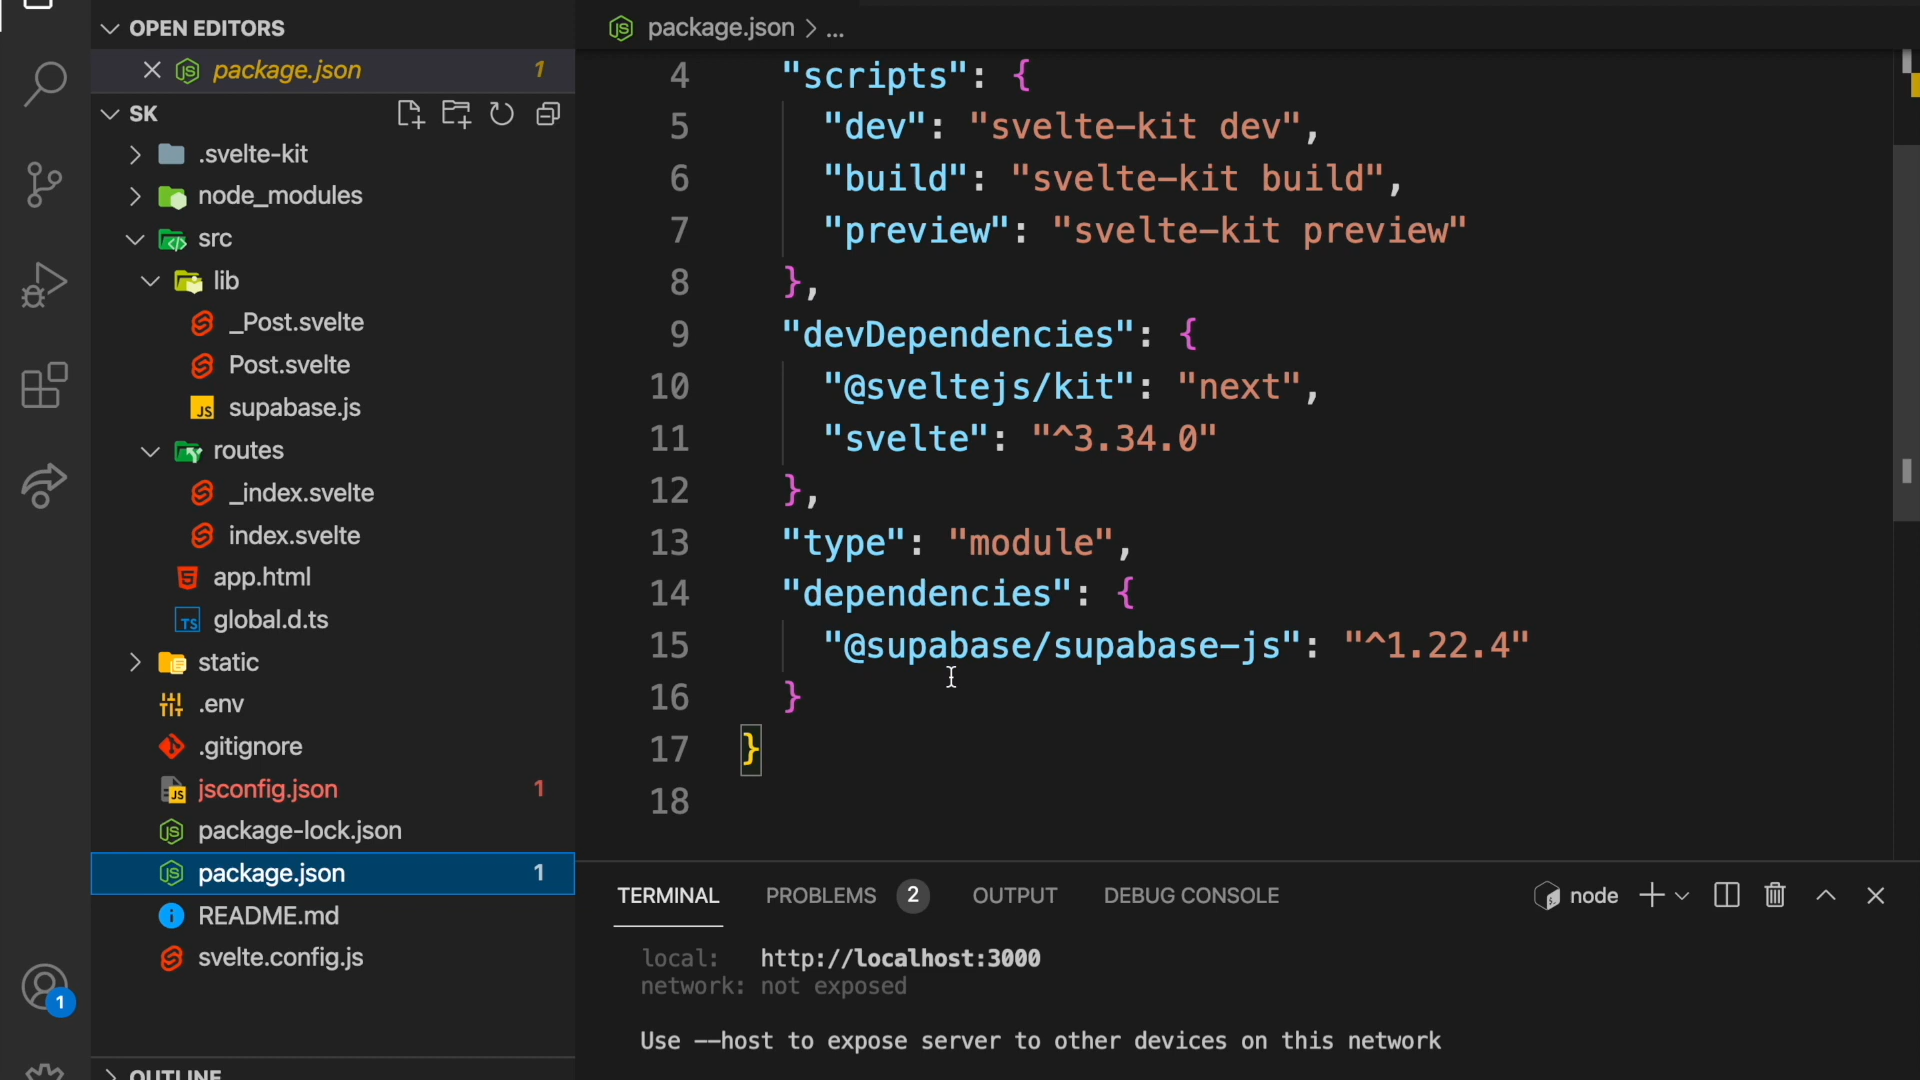 OPEN EDITORS
package.json 1
SK
.svelte-kit
node_modules
src
lib
_Post.svelte
Post.svelte
JS supabase.js
routes
_index.svelte
index.svelte
app.html
TS global.d.ts
static
.env
.gitignore
JS jsconfig.json 1
package-lock.json
package.json 1
README.md
svelte.config.js
OUTLINE
1
package.json > ...
4 "scripts": {
5 "dev": "svelte-kit dev",
6 "build": "svelte-kit build",
7 "preview": "svelte-kit preview"
8 },
9 "devDependencies": {
10 "@sveltejs/kit": "next",
11 "svelte": "^3.34.0"
12 },
13 "type": "module",
14 "dependencies": {
15 "@supabase/supabase-js": "^1.22.4"
16 }
17 }
18
TERMINAL PROBLEMS 2 OUTPUT DEBUG CONSOLE node
local: http://localhost:3000
network: not exposed
Use --host to expose server to other devices on this network